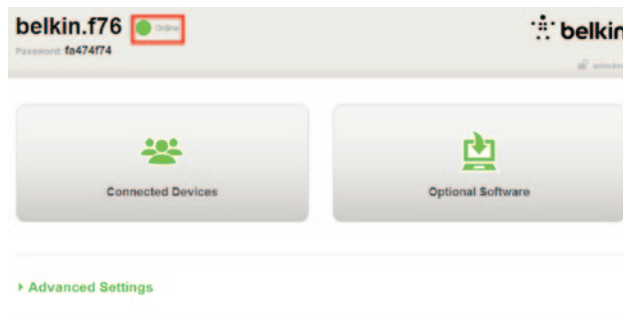 belkin.f76 Online
Password: fa474f74
belkin
Connected Devices
Optional Software
Advanced Settings